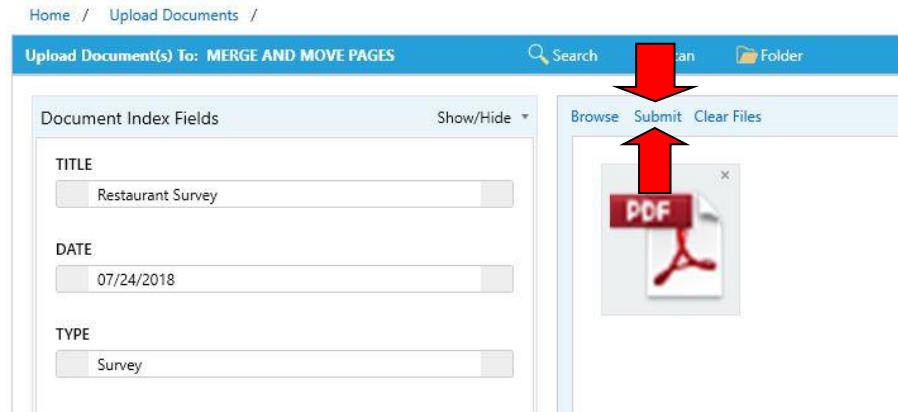 Home / Upload Documents /
Upload Document(s) To: MERGE AND MOVE PAGES
Search
Folder
Document Index Fields
Show/Hide
TITLE
Restaurant Survey
DATE
07/24/2018
TYPE
Survey
Browse Submit Clear Files
×
PDF